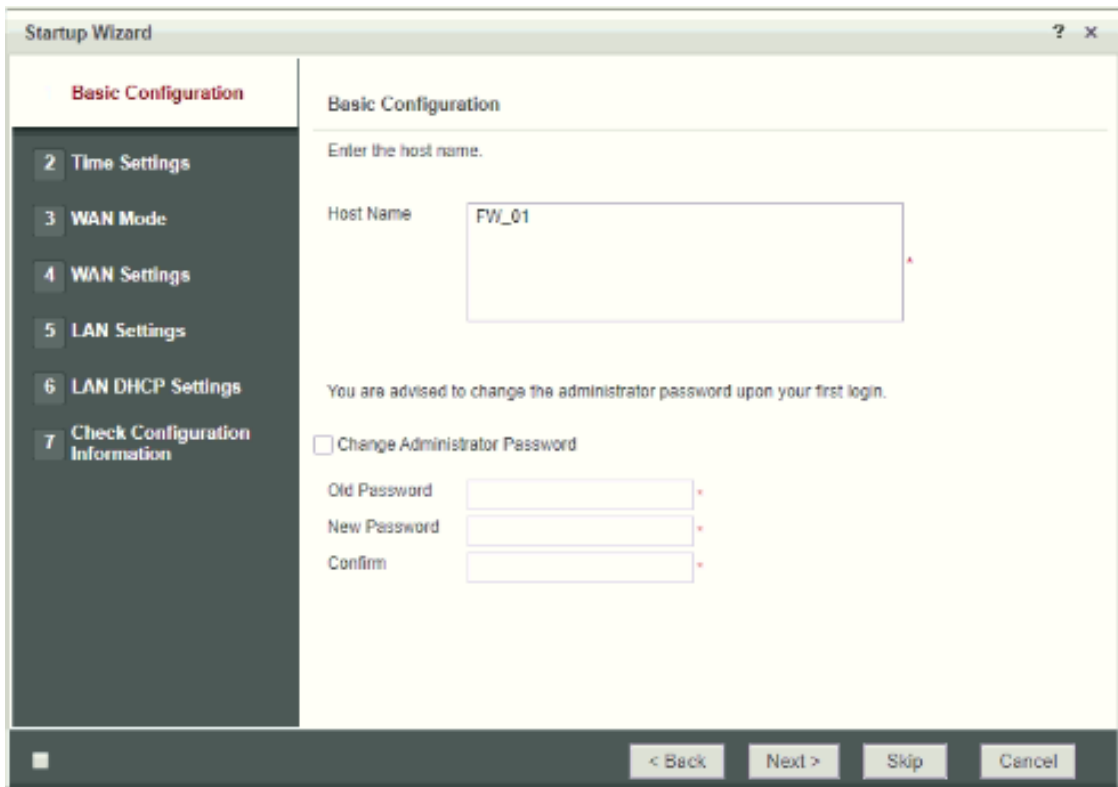 Startup Wizard ? ×
Basic Configuration
2 Time Settings
3 WAN Mode
4 WAN Settings
5 LAN Settings
6 LAN DHCP Settings
7 Check Configuration
Information
Basic Configuration
Enter the host name.
Host Name FW_01 *
You are advised to change the administrator password upon your first login.
Change Administrator Password
Old Password *
New Password *
Confirm *
< Back Next > Skip Cancel